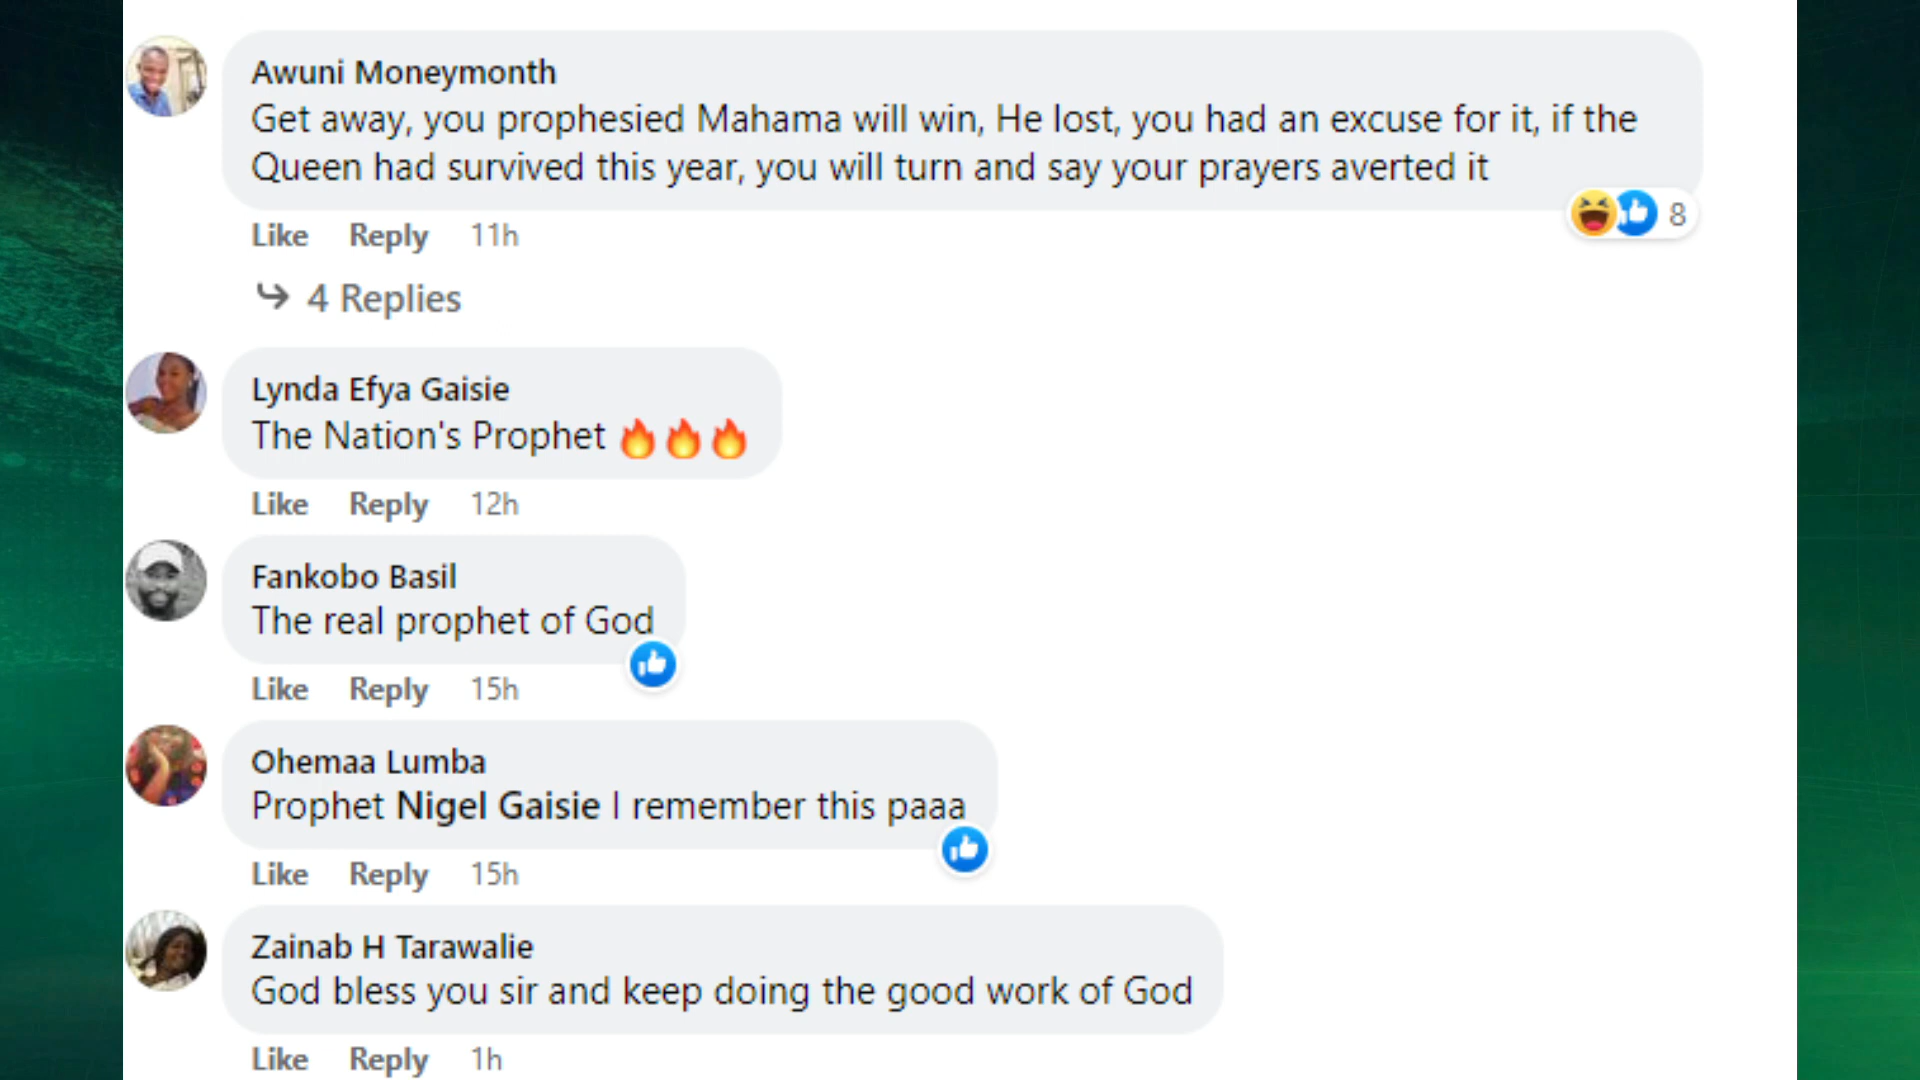 Awuni Moneymonth
Get away, you prophesied Mahama will win, He lost, you had an excuse for it, if the
Queen had survived this year, you will turn and say your prayers averted it
8
Like Reply 11h
4 Replies
Lynda Efya Gaisie
The Nation's Prophet 🔥🔥🔥
Like Reply 12h
Fankobo Basil
The real prophet of God
Like Reply 15h
Ohemaa Lumba
Prophet Nigel Gaisie I remember this paaa
Like Reply 15h
Zainab H Tarawalie
God bless you sir and keep doing the good work of God
Like Reply 1h